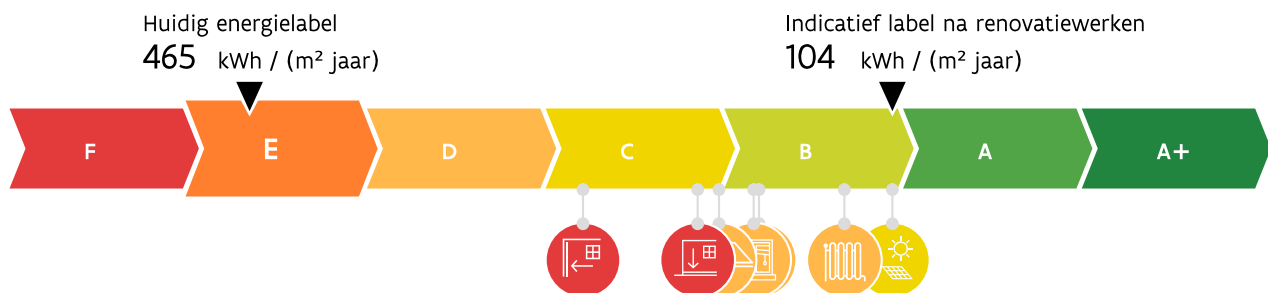 Huidig energielabel
465 kWh / (m² jaar)
Indicatief label na renovatiewerken
104 kWh / (m² jaar)
F E D C B A A+